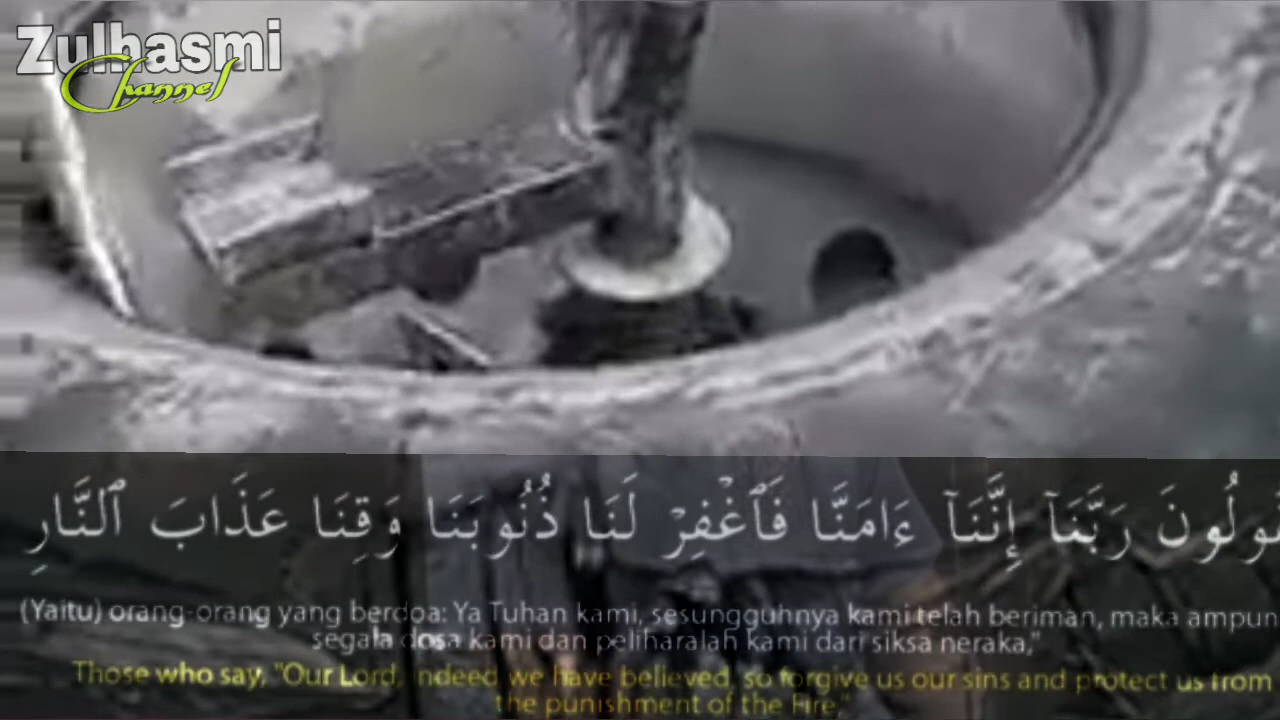 Zulhasmi
Channel
رَبَّنَآ إِنَّنَآ ءَامَنَّا فَٱغْفِرْ لَنَا ذُنُوبَنَا وَقِنَا عَذَابَ ٱلنَّارِ
(Yaitu) orang-orang yang berdoa: Ya Tuhan kami, sesungguhnya kami telah beriman, maka ampun
segala dosa kami dan peliharalah kami dari siksa neraka,"
Those who say, "Our Lord, indeed we have believed, so forgive us our sins and protect us from
the punishment of the Fire,"